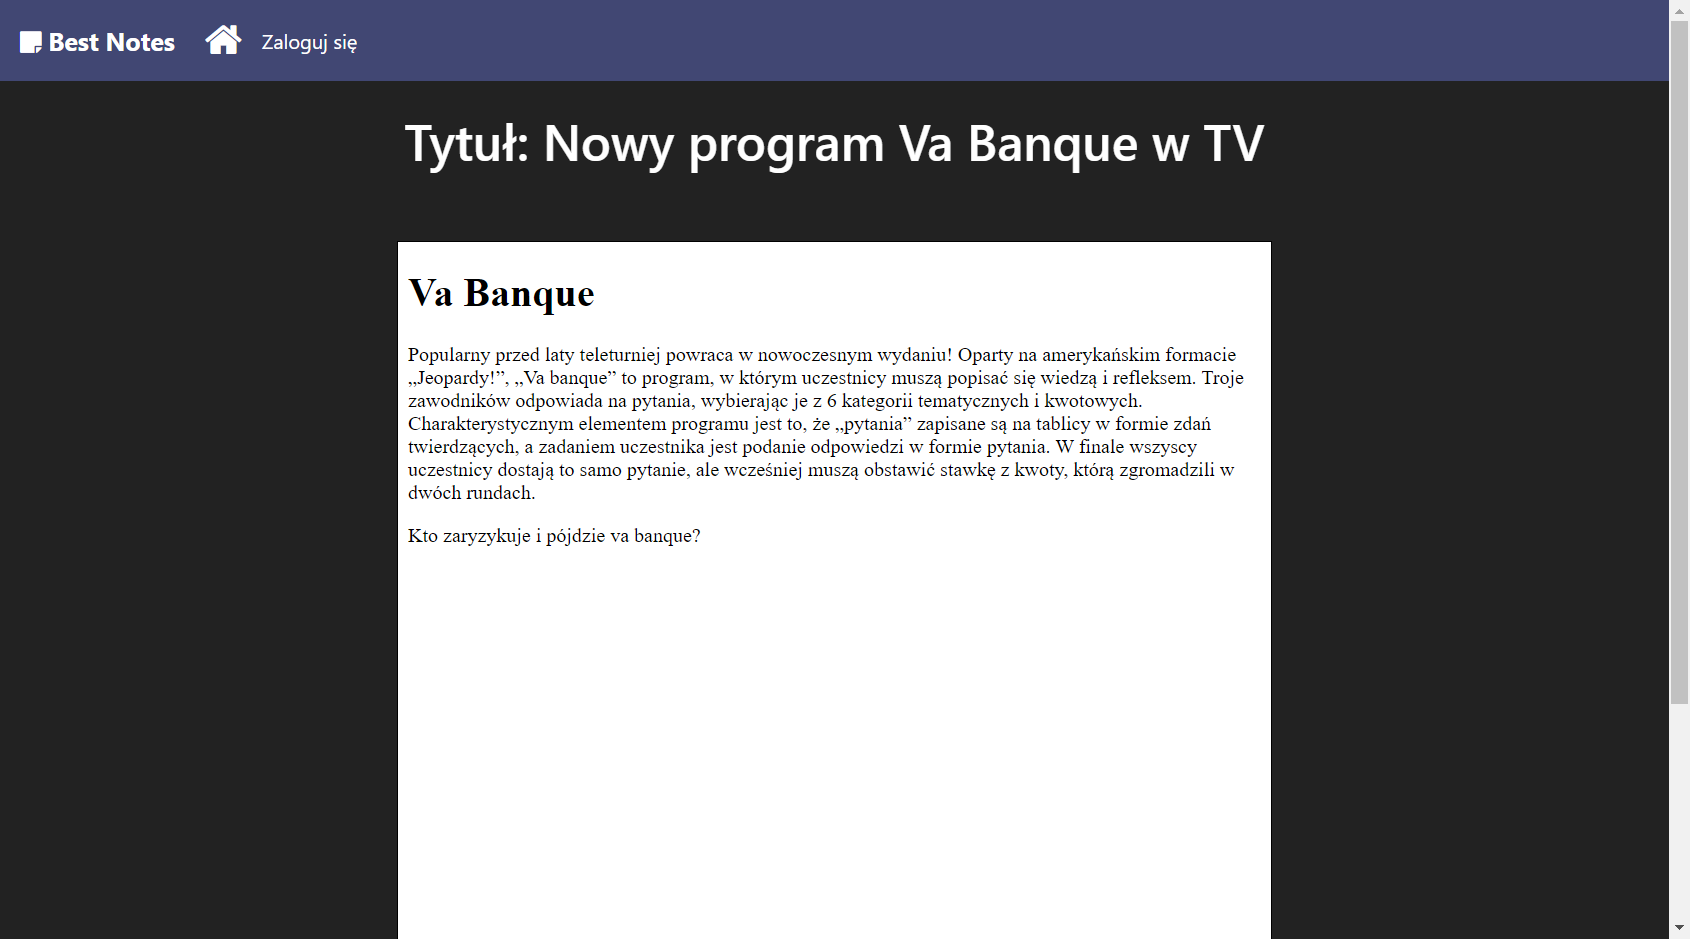 Best Notes
Zaloguj się
Tytuł: Nowy program Va Banque w TV
Va Banque
Popularny przed laty teleturniej powraca w nowoczesnym wydaniu! Oparty na amerykańskim formacie
„Jeopardy!”, „Va banque” to program, w którym uczestnicy muszą popisać się wiedzą i refleksem. Troje
zawodników odpowiada na pytania, wybierając je z 6 kategorii tematycznych i kwotowych.
Charakterystycznym elementem programu jest to, że „pytania” zapisane są na tablicy w formie zdań
twierdzących, a zadaniem uczestnika jest podanie odpowiedzi w formie pytania. W finale wszyscy
uczestnicy dostają to samo pytanie, ale wcześniej muszą obstawić stawkę z kwoty, którą zgromadzili w
dwóch rundach.
Kto zaryzykuje i pójdzie va banque?